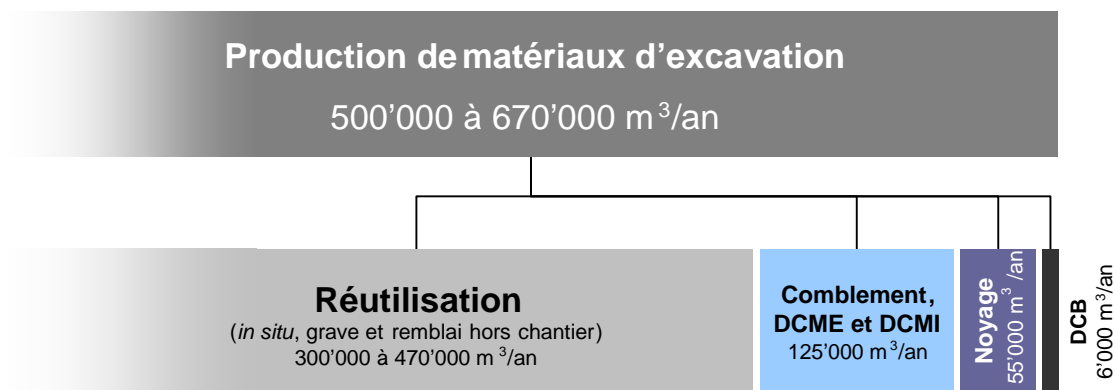 Production de matériaux d’excavation
500’000 à 670’000 m³/an
Réutilisation
(in situ, grave et remblai hors chantier)
300’000 à 470’000 m³/an
Comblement,
DCME et DCMI
125’000 m³/an
Noyage
55’000 m³ /an
DCB
6’000 m³/an